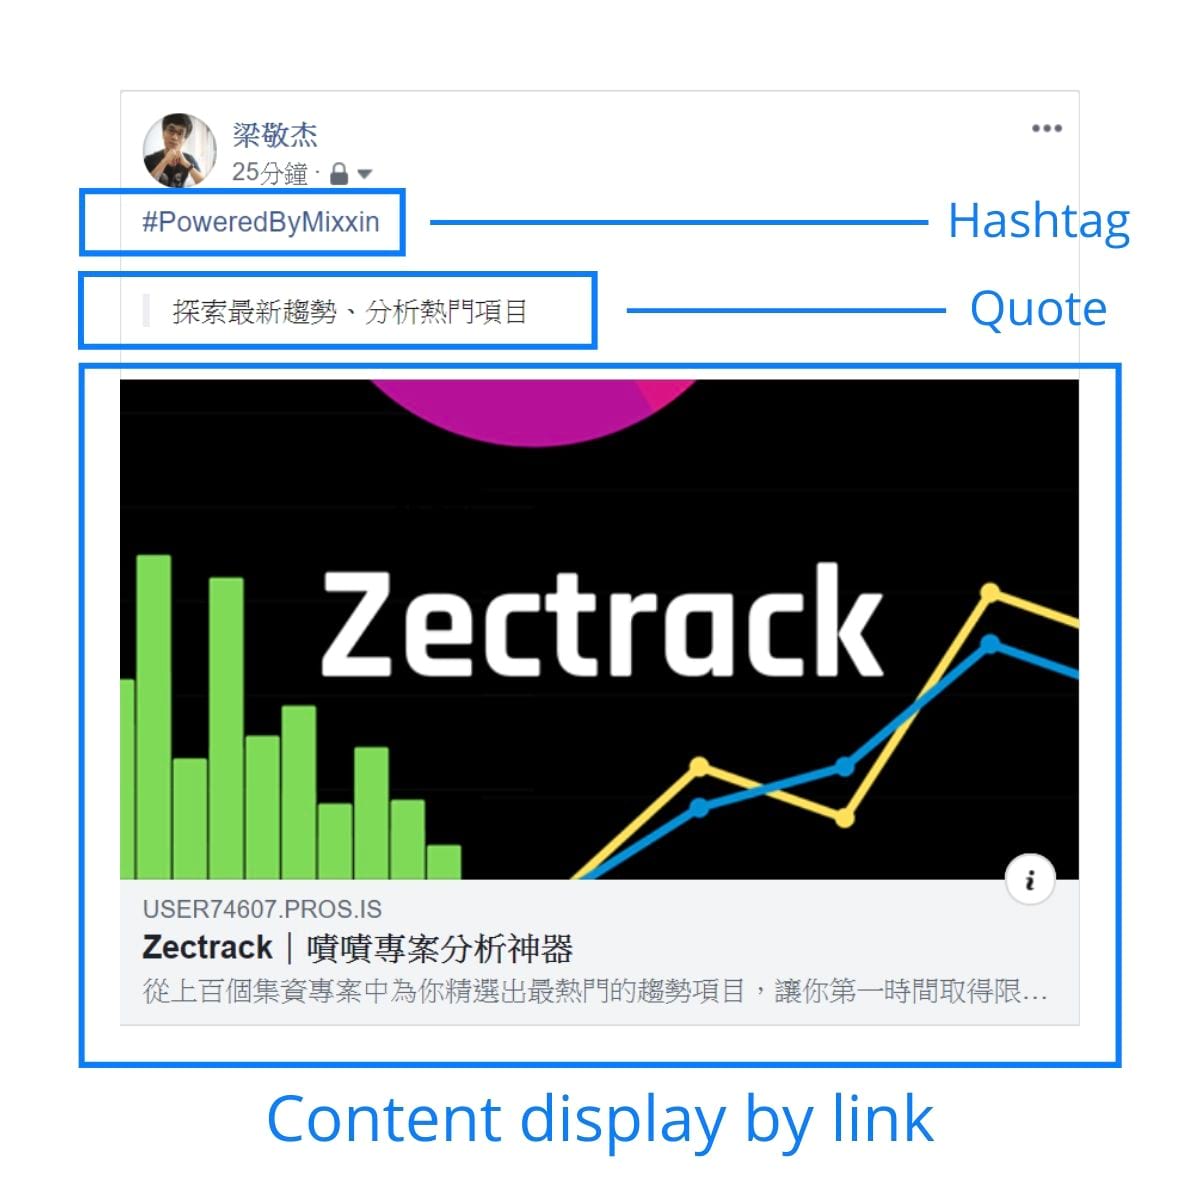 梁敬杰
25分鐘 ·
#PoweredByMixxin
Hashtag
探索最新趨勢、分析熱門項目
Quote
Zectrack
i
USER74607.PROS.IS
Zectrack｜嘖嘖專案分析神器
從上百個集資專案中為你精選出最熱門的趨勢項目，讓你第一時間取得限...
Content display by link